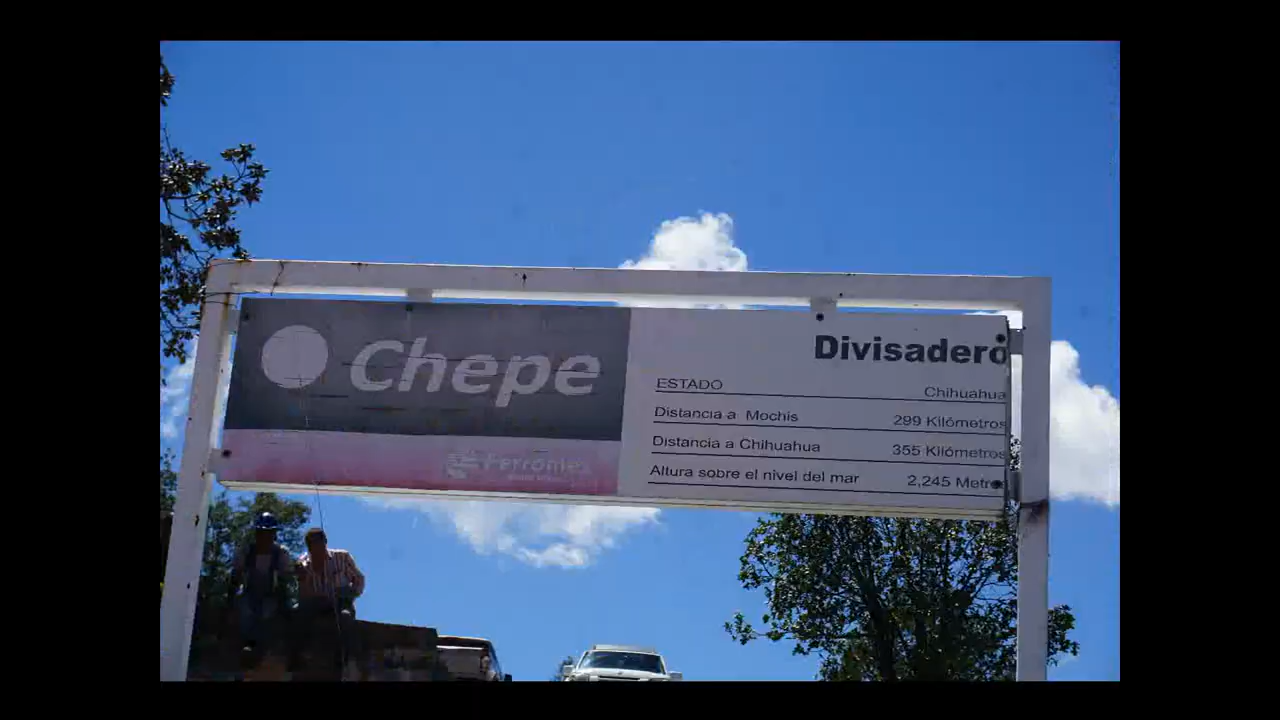 Chepe
Ferromex
Divisadero
ESTADO Chihuahua
Distancia a Mochis 299 Kilómetros
Distancia a Chihuahua 355 Kilómetros
Altura sobre el nivel del mar 2,245 Metros